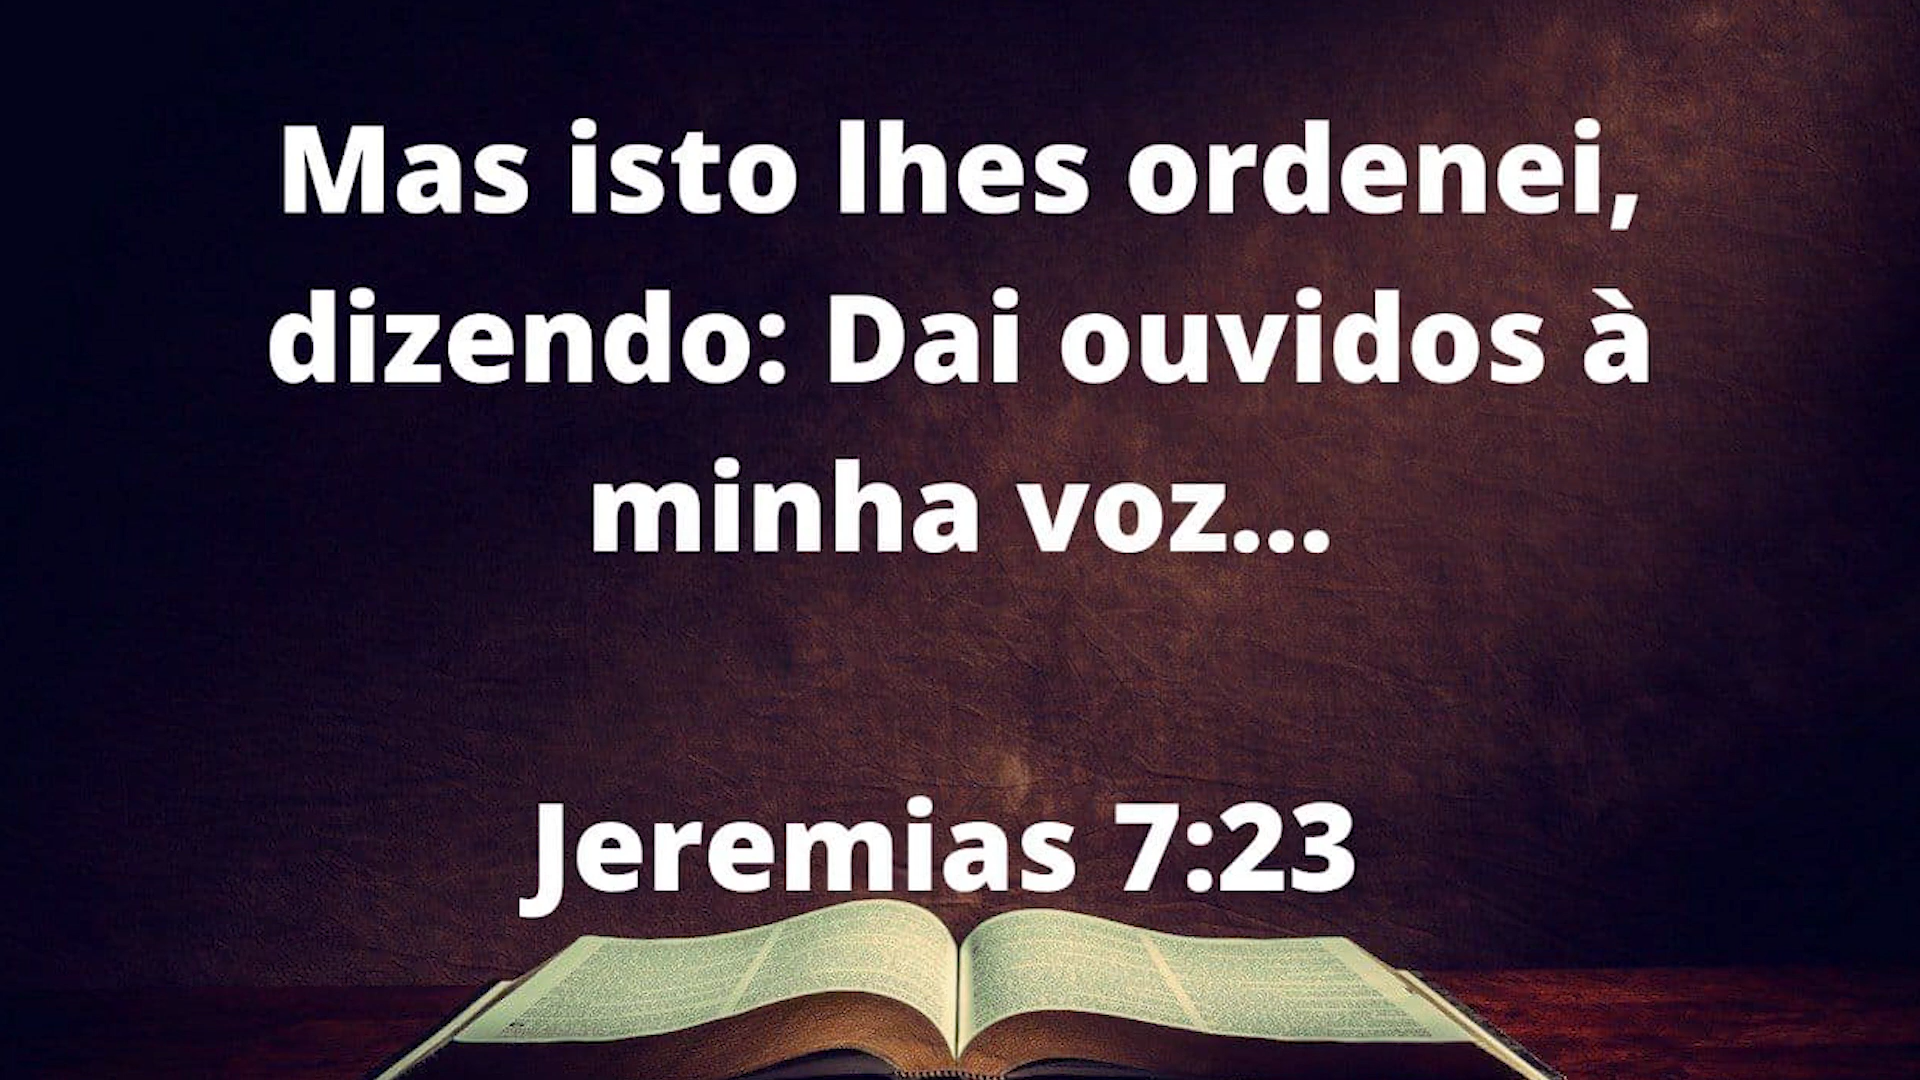 Mas isto lhes ordenei,
dizendo: Dai ouvidos à
minha voz...
Jeremias 7:23